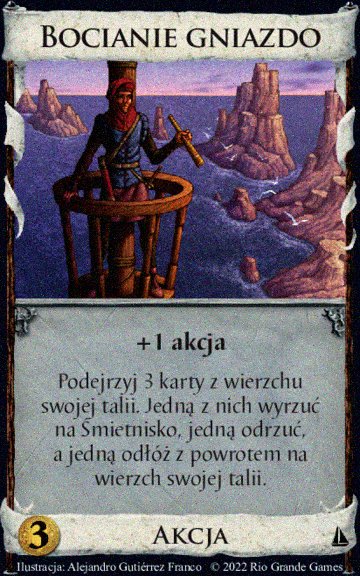 BOCIANIE GNIAZDO
+1 akcja
Podejrzyj 3 karty z wierzchu
swojej talii. Jedną z nich wyrzuć
na Śmietnisko, jedną odrzuć,
a jedną odłóż z powrotem na
wierzch swojej talii.
3
AKCJA
Ilustracja: Alejandro Gutiérrez Franco © 2022 Rio Grande Games